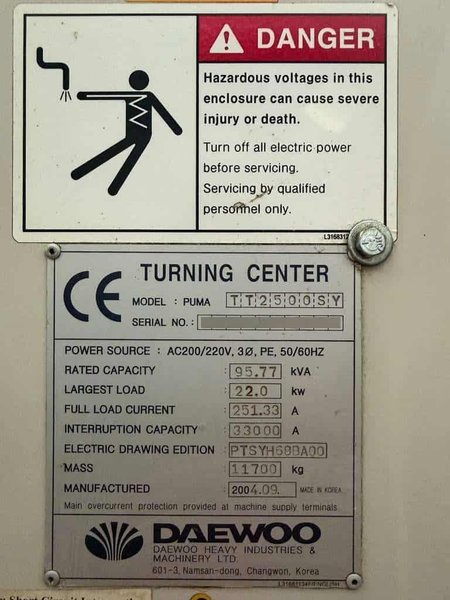 DANGER
Hazardous voltages in this
enclosure can cause severe
injury or death.
Turn off all electric power
before servicing.
Servicing by qualified
personnel only.
CE TURNING CENTER
MODEL : PUMA TT2500SY
SERIAL NO. :
POWER SOURCE : AC200/220V, 3Ø, PE, 50/60HZ
RATED CAPACITY : 95.77 kVA
LARGEST LOAD : 22.0 kw
FULL LOAD CURRENT : 251.33 A
INTERRUPTION CAPACITY : 33000 A
ELECTRIC DRAWING EDITION :
MASS : 11700 kg
MANUFACTURED : 2004.09. MADE IN KOREA
Main overcurrent protection provided at machine supply terminals
DAEWOO
DAEWOO HEAVY INDUSTRIES &
MACHINERY LTD.
601-3, Namsan-dong, Changwon, Korea